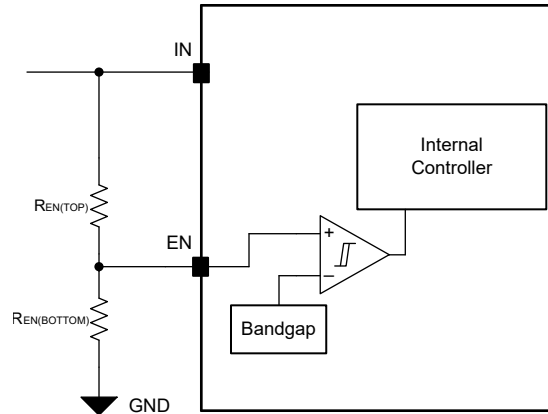 IN
Internal
Controller
REN(TOP)
EN
+
−
REN(BOTTOM)
Bandgap
GND